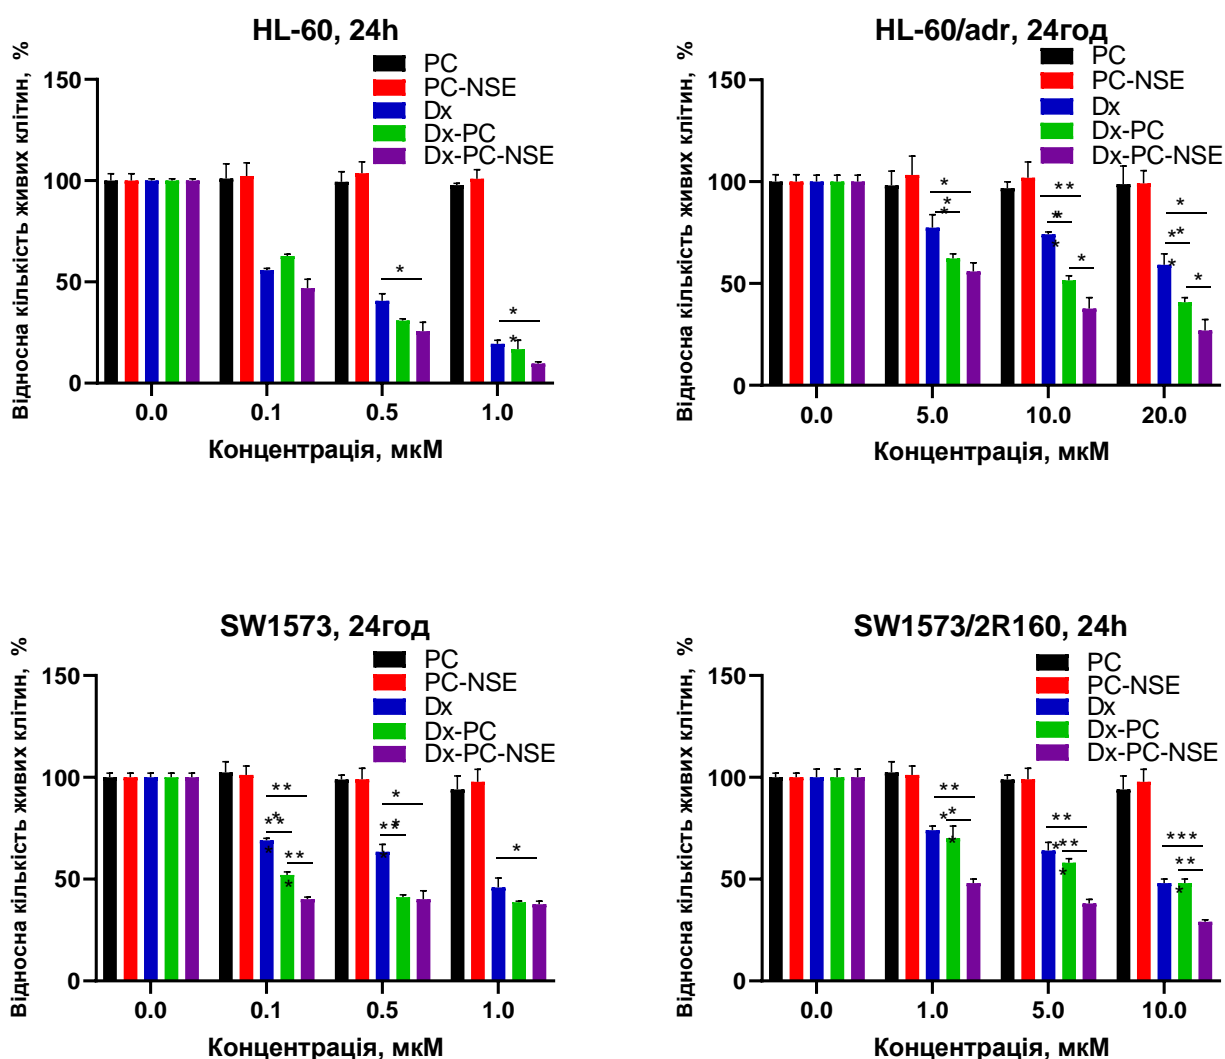 HL-60, 24h
Відносна кількість живих клітин, %
150
100
50
0
PC
PC-NSE
Dx
Dx-PC
Dx-PC-NSE
*
*
*
0.0 0.1 0.5 1.0
Концентрація, мкМ
HL-60/adr, 24год
Відносна кількість живих клітин, %
150
100
50
0
PC
PC-NSE
Dx
Dx-PC
Dx-PC-NSE
*
*
*
**
*
*
*
**
*
*
0.0 5.0 10.0 20.0
Концентрація, мкМ
SW1573, 24год
Відносна кількість живих клітин, %
150
100
50
0
PC
PC-NSE
Dx
Dx-PC
Dx-PC-NSE
**
**
*
**
*
*
*
*
0.0 0.1 0.5 1.0
Концентрація, мкМ
SW1573/2R160, 24h
Відносна кількість живих клітин, %
150
100
50
0
PC
PC-NSE
Dx
Dx-PC
Dx-PC-NSE
**
**
*
**
**
*
***
**
*
0.0 1.0 5.0 10.0
Концентрація, мкМ